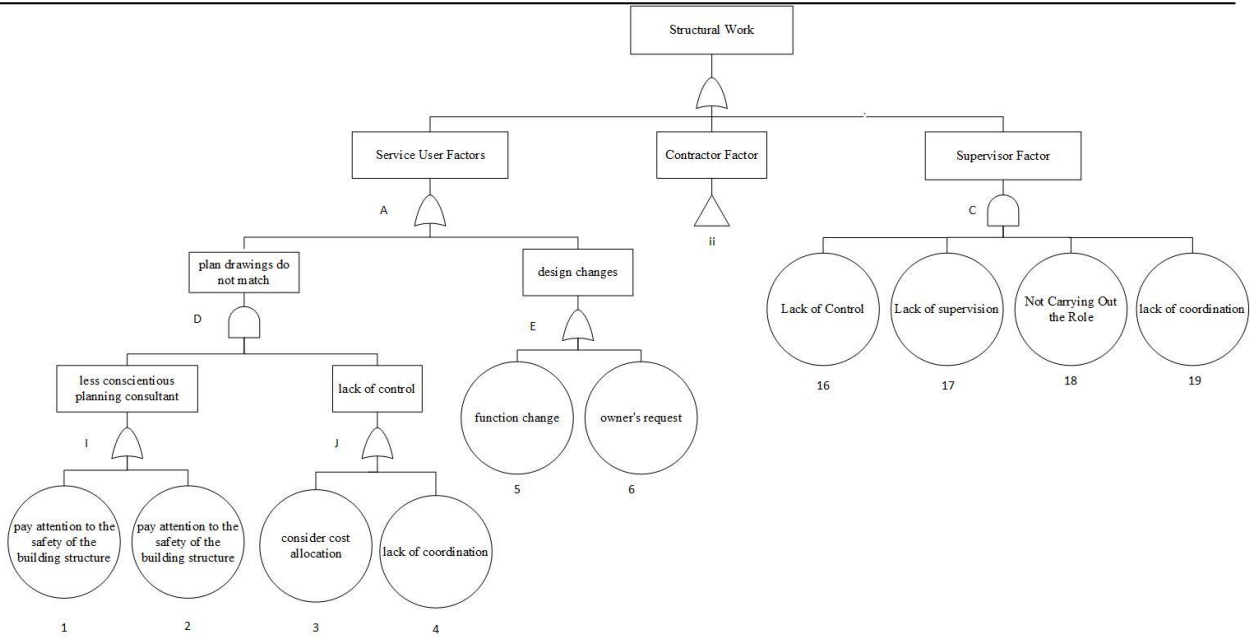 Structural Work
Service User Factors
Contractor Factor
Supervisor Factor
A
ii
C
plan drawings do
not match
design changes
Lack of Control
Lack of supervision
Not Carrying Out
the Role
lack of coordination
D
E
16
17
18
19
less conscientious
planning consultant
lack of control
function change
owner's request
I
J
5
6
pay attention to the
safety of the
building structure
pay attention to the
safety of the
building structure
consider cost
allocation
lack of coordination
1
2
3
4